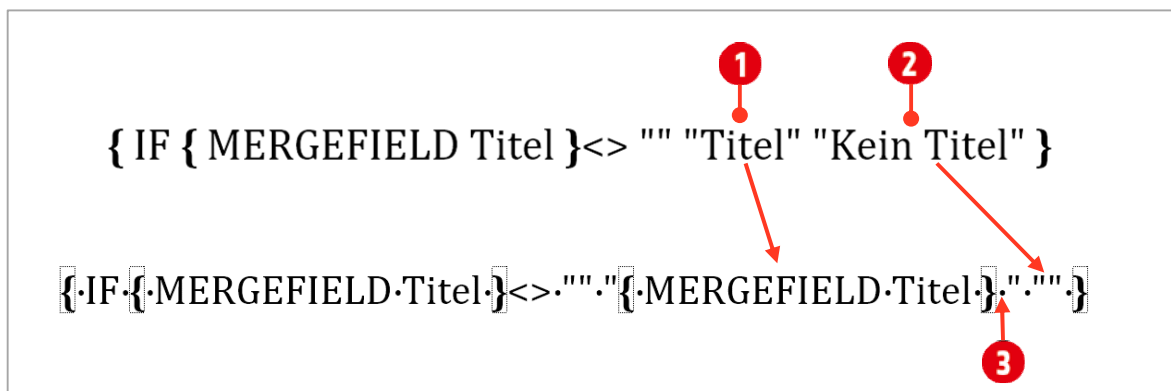 1 2
{ IF { MERGEFIELD Titel }<> "" "Titel" "Kein Titel" }
{·IF·{·MERGEFIELD·Titel·}<>·""·"{·MERGEFIELD·Titel·}·"·""·}
3